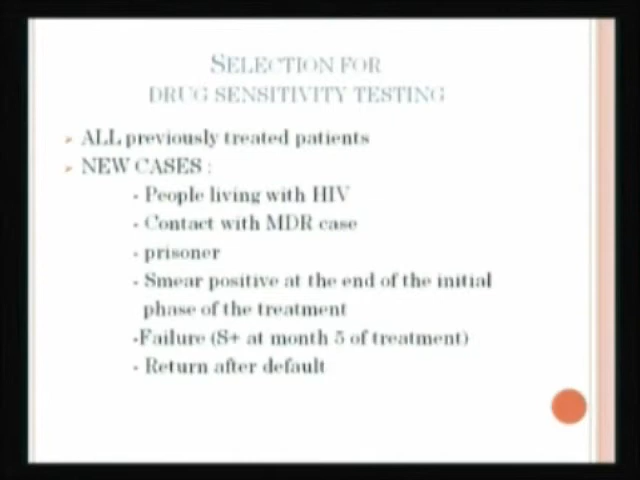 SELECTION FOR
DRUG SENSITIVITY TESTING
ALL previously treated patients
NEW CASES :
- People living with HIV
- Contact with MDR case
- prisoner
- Smear positive at the end of the initial
phase of the treatment
-Failure (S+ at month 5 of treatment)
- Return after default